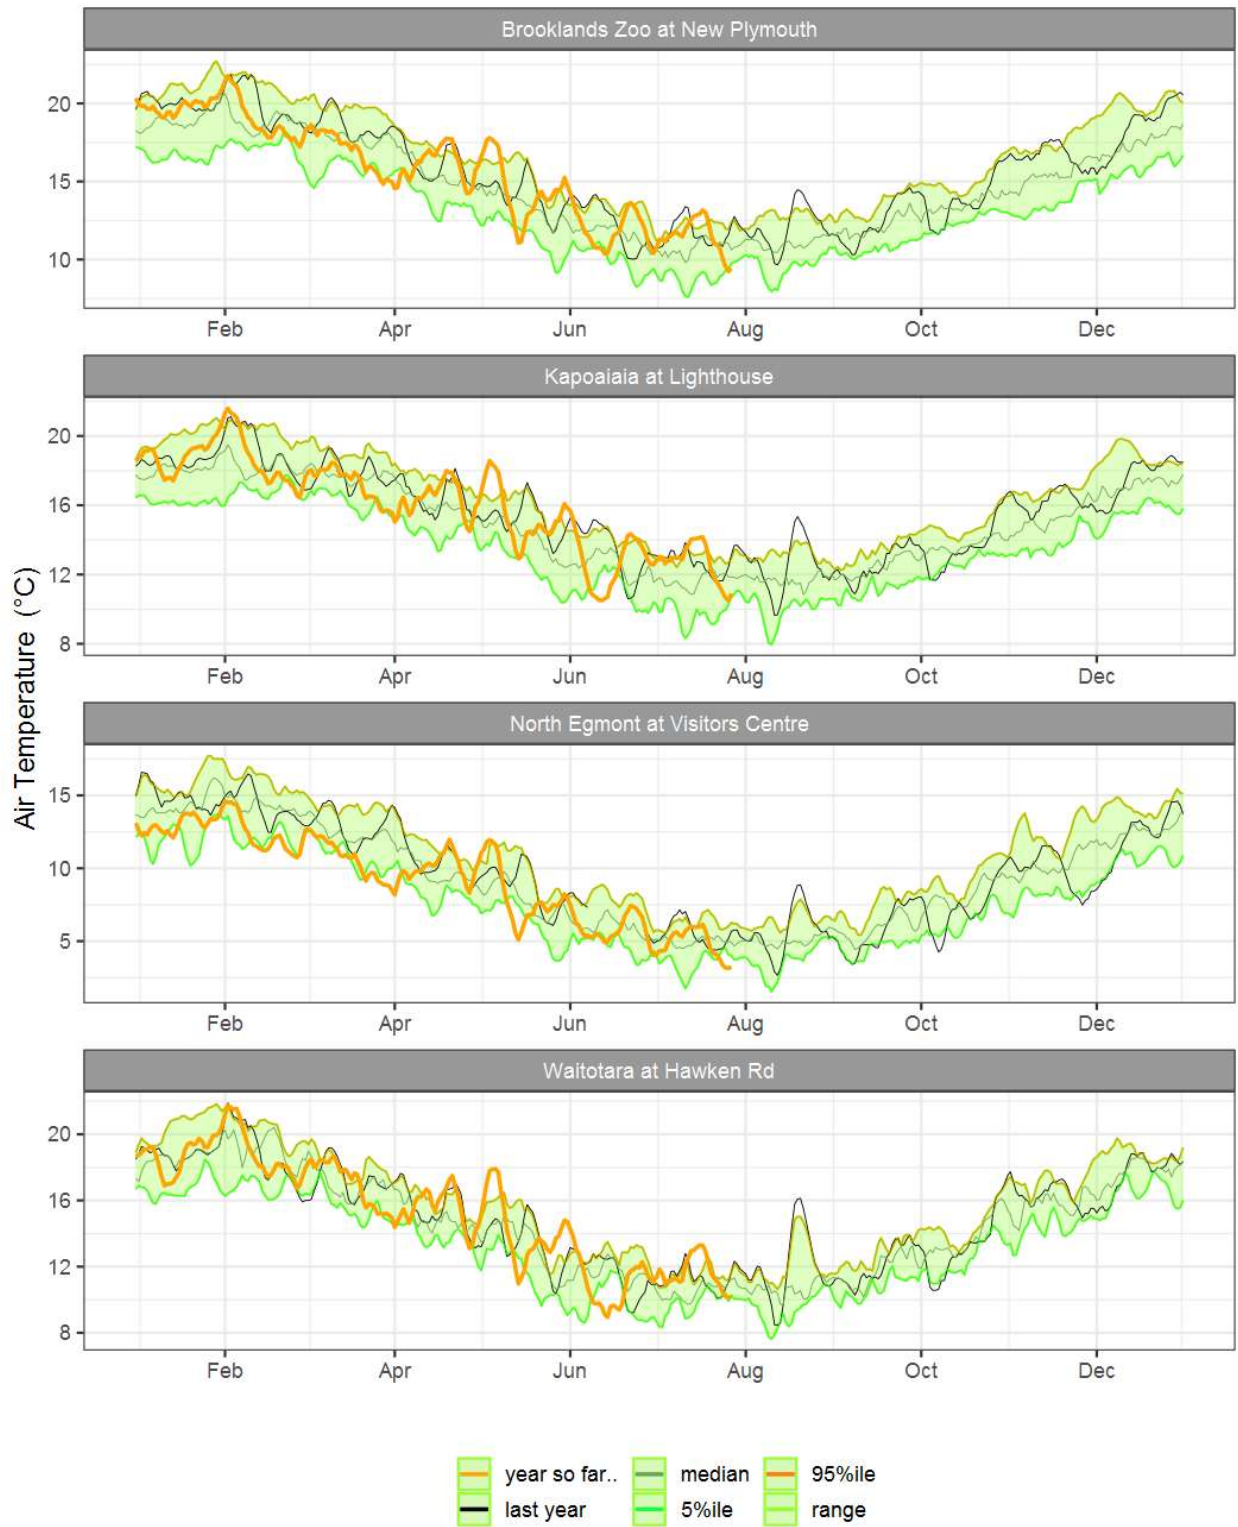 Brooklands Zoo at New Plymouth
20
15
10
Feb Apr Jun Aug Oct Dec
Kapoaiaia at Lighthouse
20
16
12
8
Feb Apr Jun Aug Oct Dec
Air Temperature (°C)
North Egmont at Visitors Centre
15
10
5
Feb Apr Jun Aug Oct Dec
Waitotara at Hawken Rd
20
16
12
8
Feb Apr Jun Aug Oct Dec
year so far.. median 95%ile
last year 5%ile range